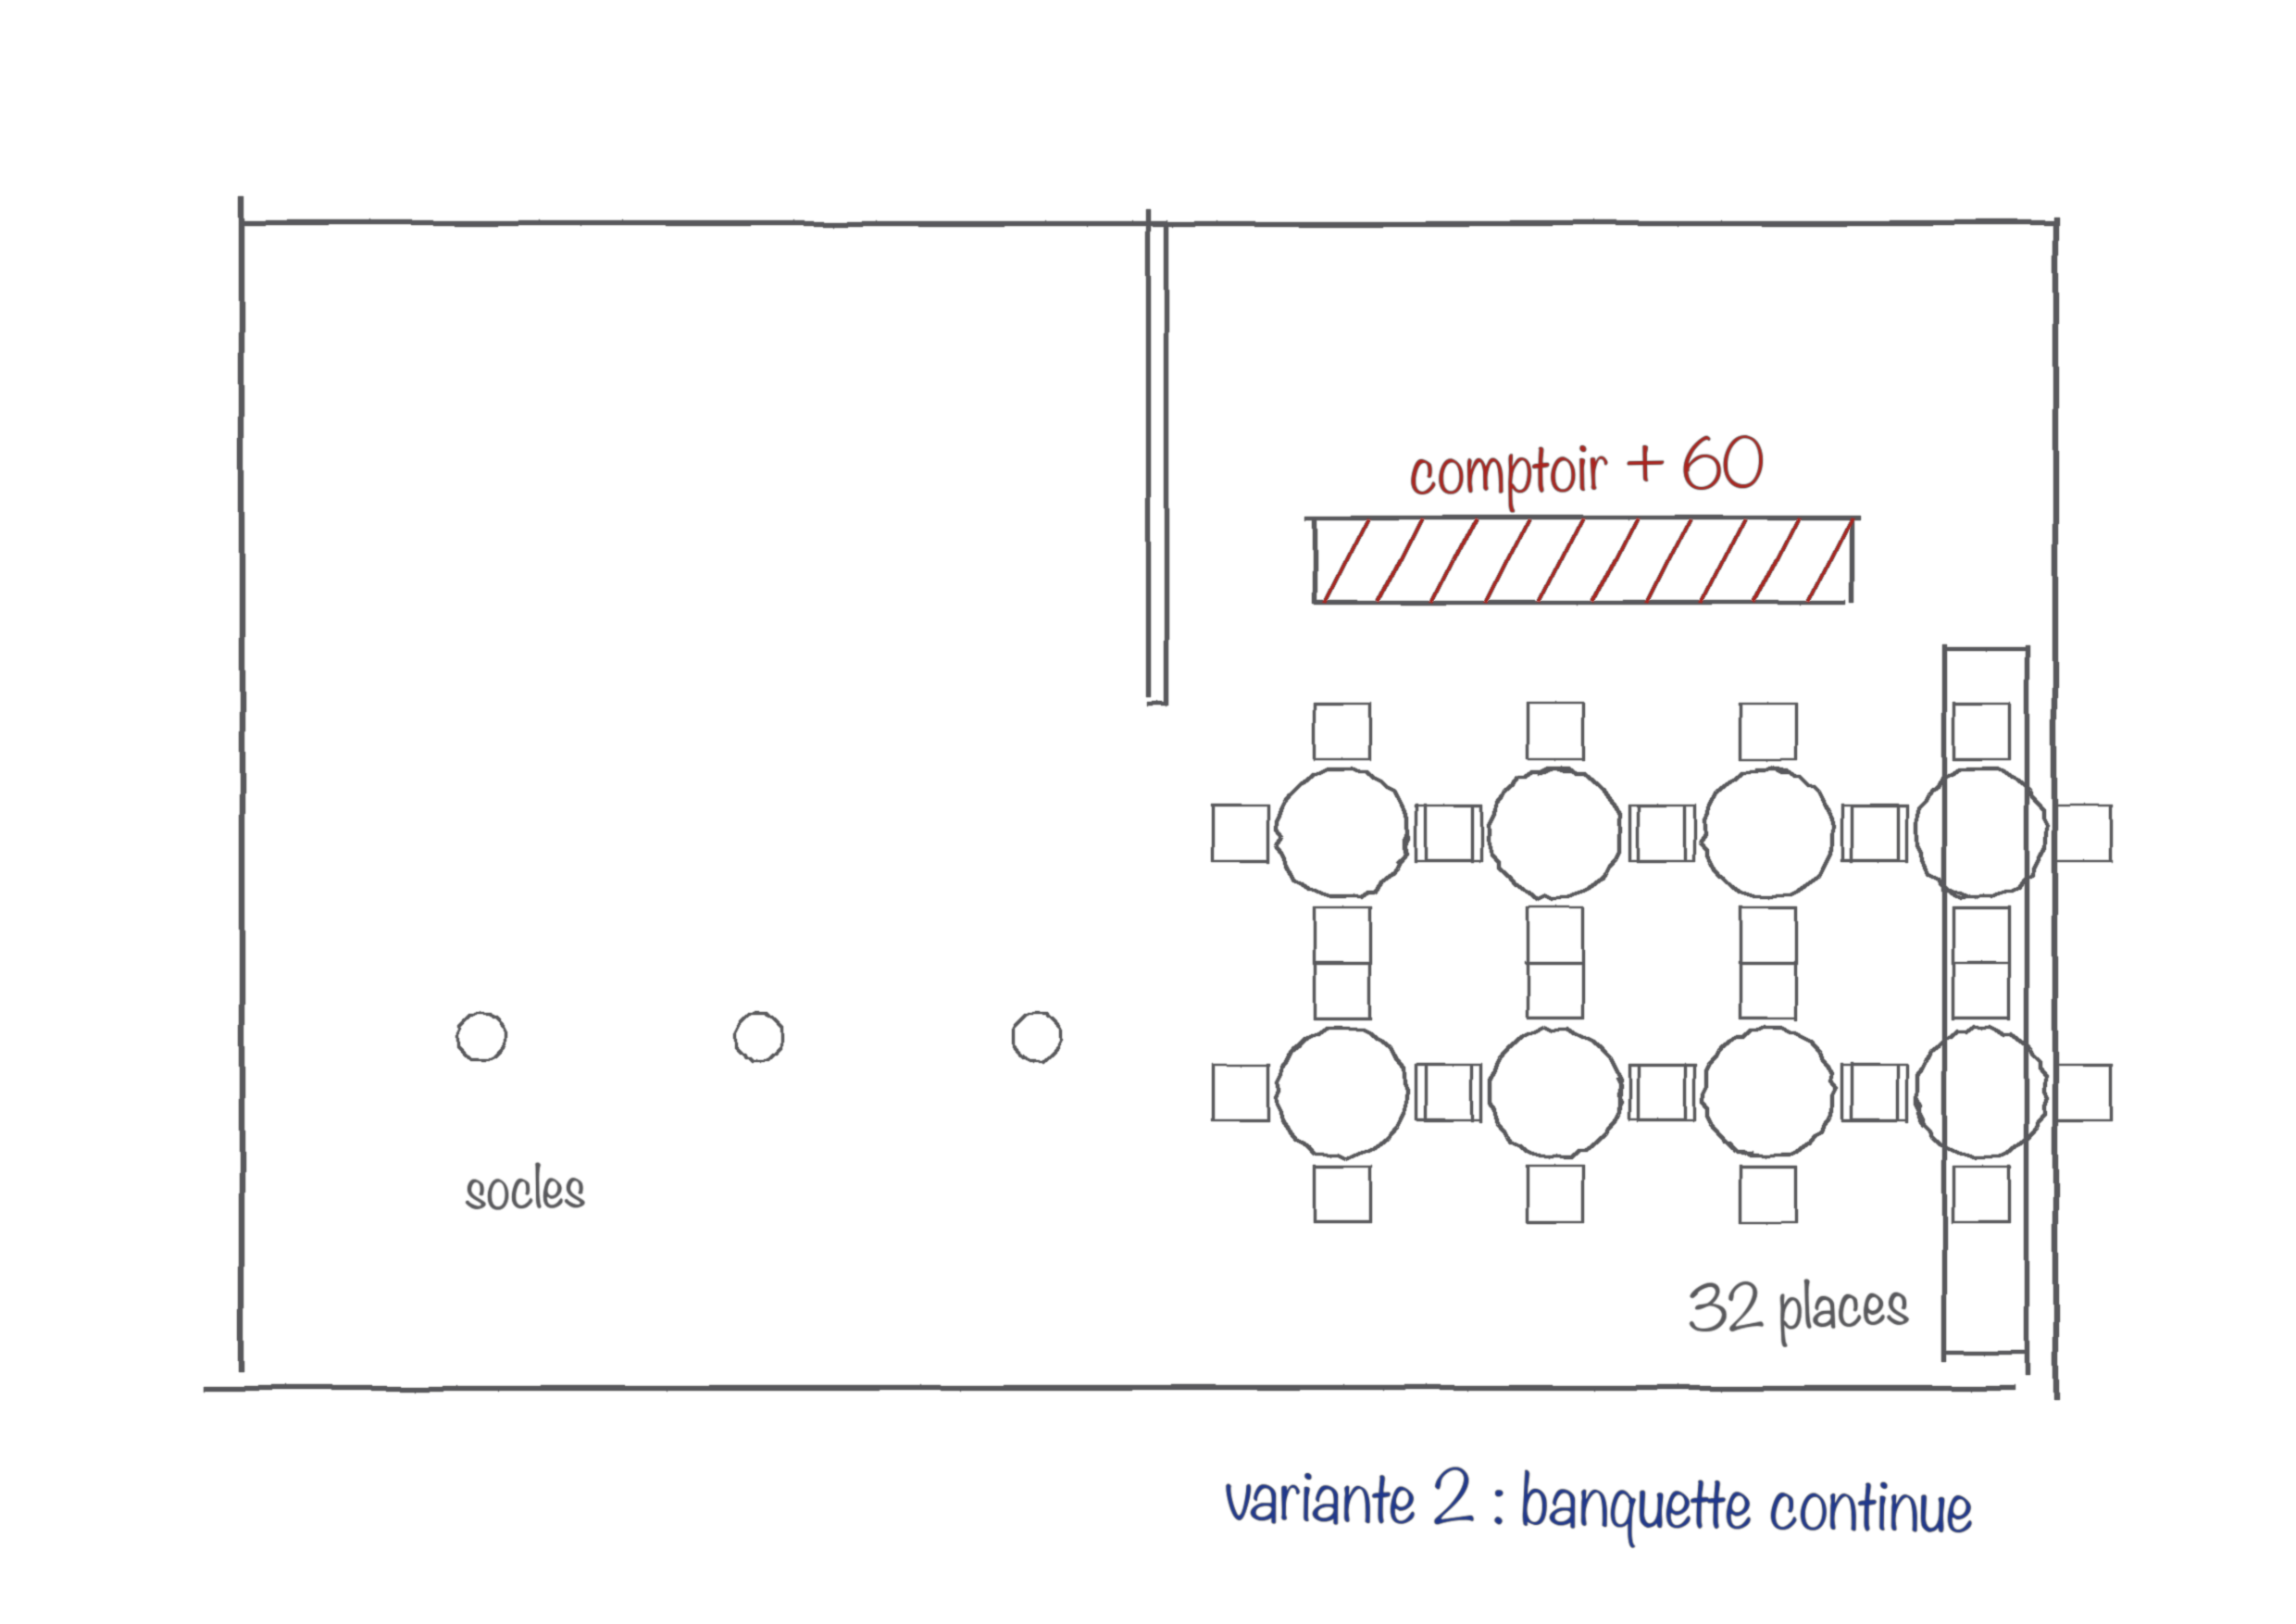 comptoir + 60
socles
32 places
variante 2 : banquette continue